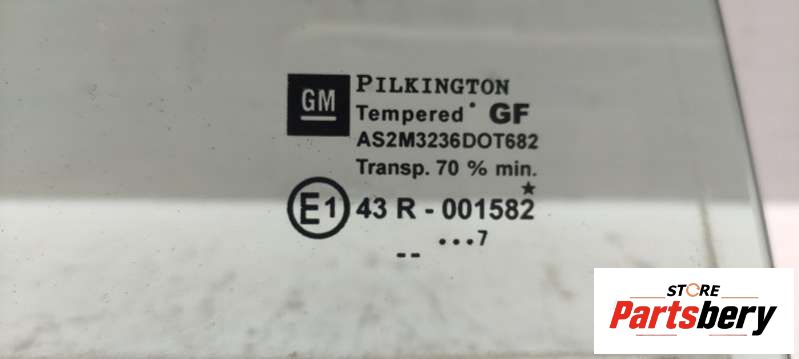 GM
PILKINGTON
Tempered GF
AS2M3236DOT682
Transp. 70 % min.
E1 43 R - 001582
...7
--
STORE
Partsbery